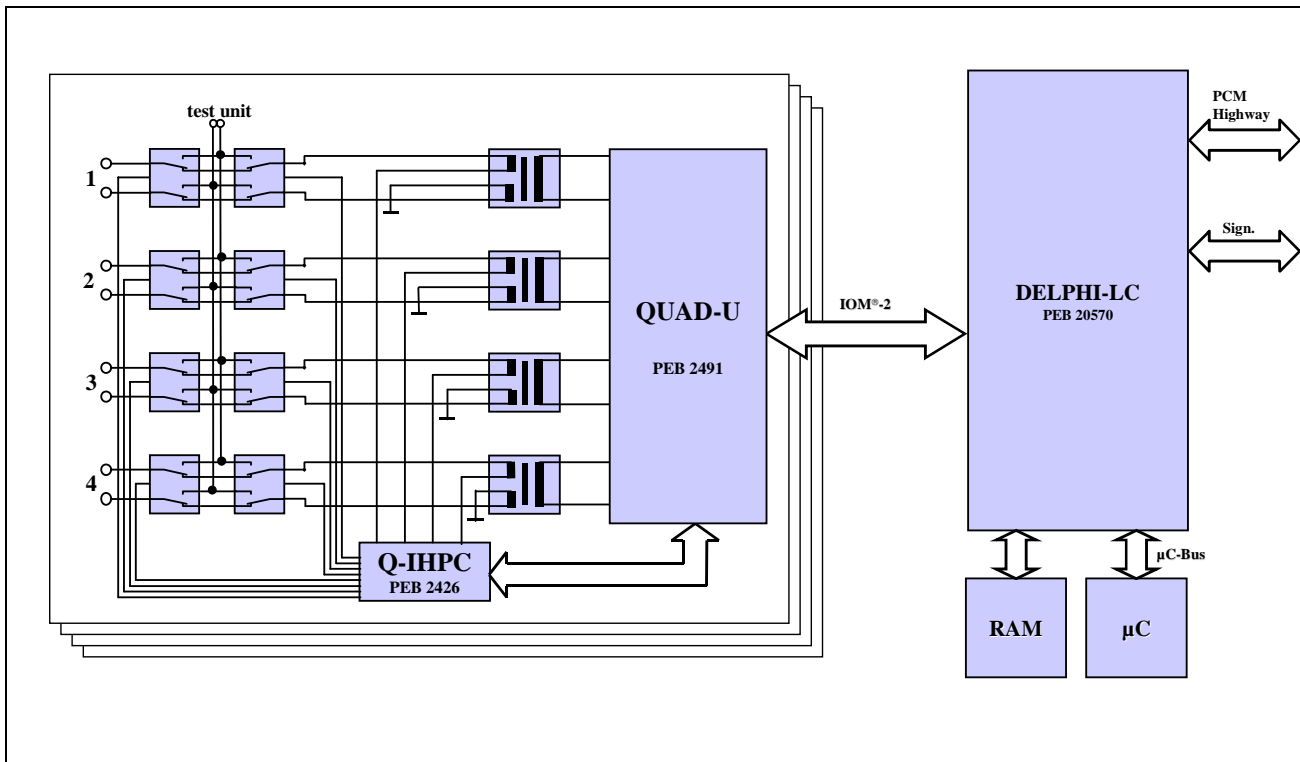 test unit
1
2
3
4
QUAD-U
PEB 2491
Q-IHPC
PEB 2426
IOM®-2
DELPHI-LC
PEB 20570
PCM
Highway
Sign.
µC-Bus
RAM
µC